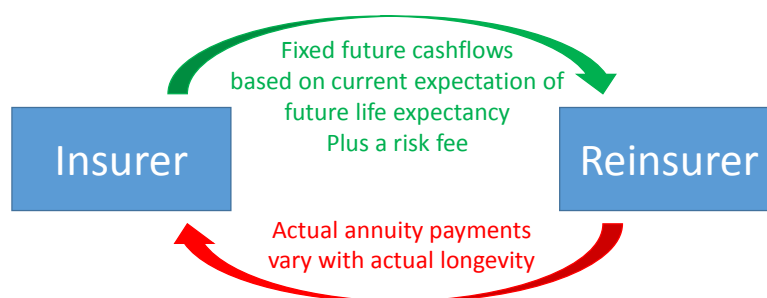 Fixed future cashflows
based on current expectation of
future life expectancy
Plus a risk fee
Insurer
Reinsurer
Actual annuity payments
vary with actual longevity